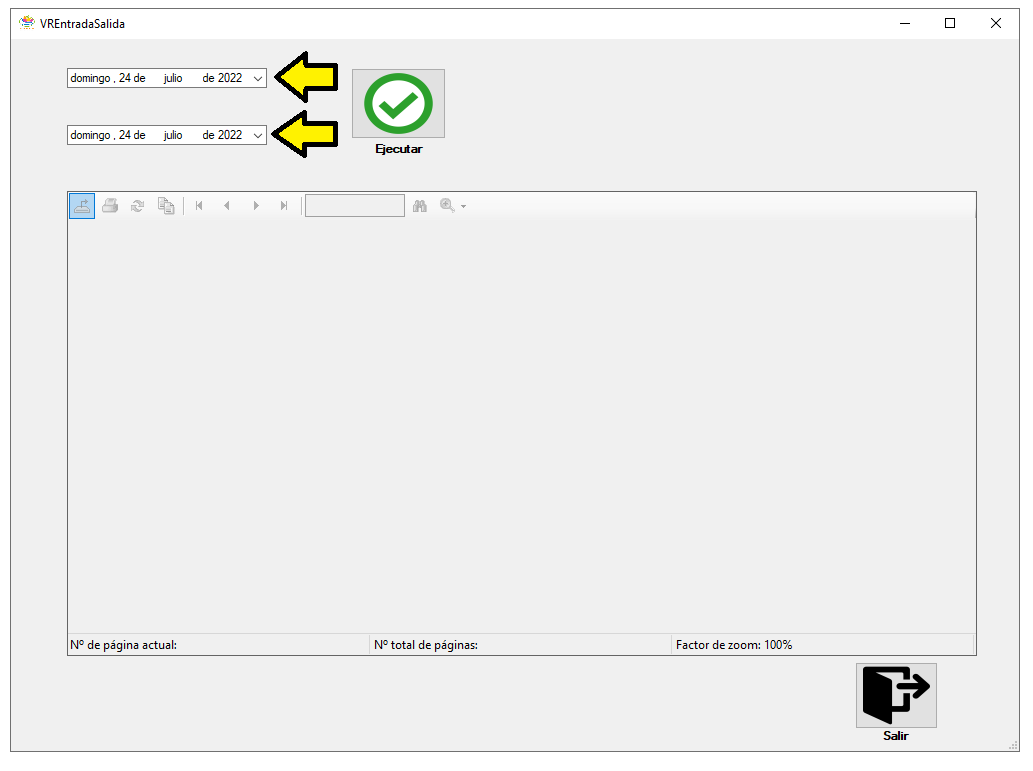 VREntradaSalida
domingo , 24 de julio de 2022
domingo , 24 de julio de 2022
Ejecutar
Nº de página actual: Nº total de páginas: Factor de zoom: 100%
Salir